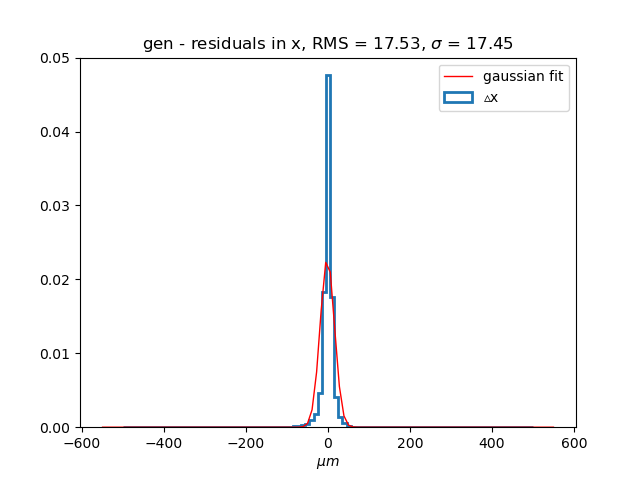 gen - residuals in x, RMS = 17.53, σ = 17.45
gaussian fit
▵x
0.05
0.04
0.03
0.02
0.01
0.00
−600 −400 −200 0 200 400 600
μm